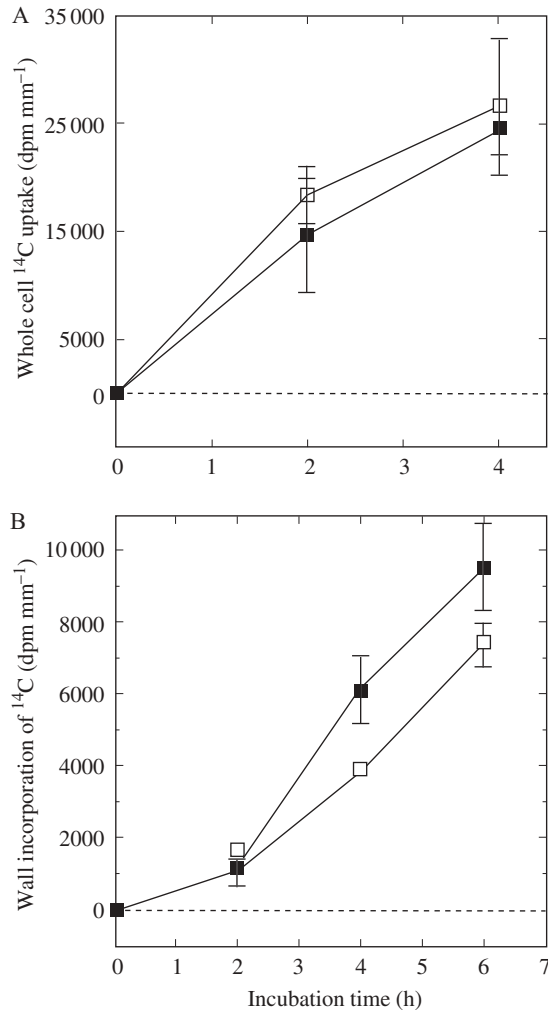 A
Whole cell ¹⁴C uptake (dpm mm⁻¹)
35 000
25 000
15 000
5000
0
0 1 2 3 4
B
Wall incorporation of ¹⁴C (dpm mm⁻¹)
10 000
8000
6000
4000
2000
0
0 1 2 3 4 5 6 7
Incubation time (h)